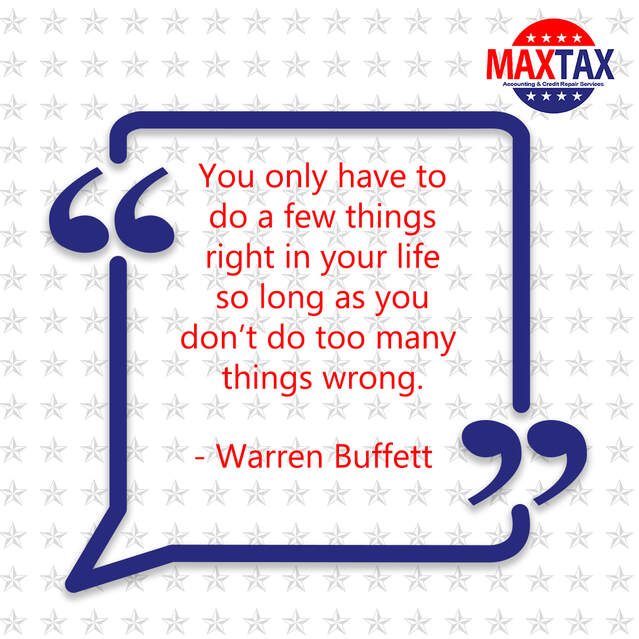 MAXTAX
Accounting & Credit Repair Services
You only have to
do a few things
right in your life
so long as you
don’t do too many
things wrong.
- Warren Buffett